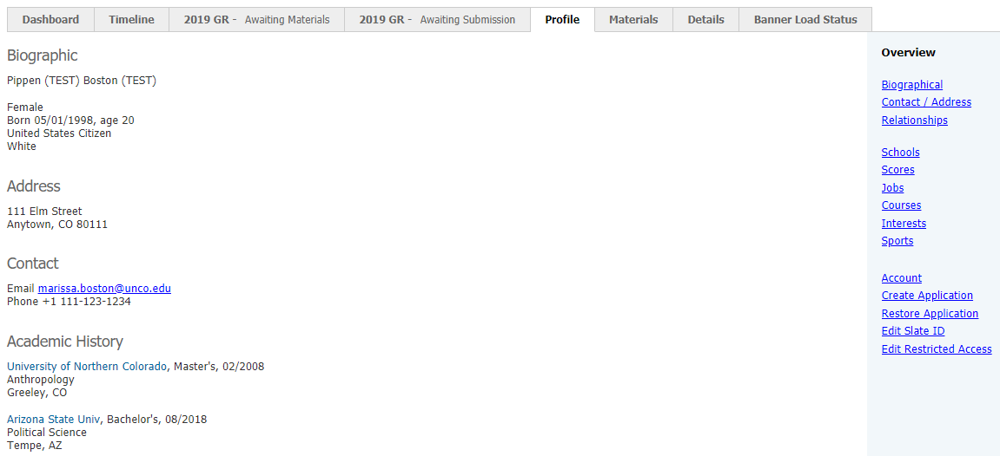 Dashboard Timeline 2019 GR - Awaiting Materials 2019 GR - Awaiting Submission Profile Materials Details Banner Load Status
Biographic
Pippen (TEST) Boston (TEST)
Female
Born 05/01/1998, age 20
United States Citizen
White
Address
111 Elm Street
Anytown, CO 80111
Contact
Email marissa.boston@unco.edu
Phone +1 111-123-1234
Academic History
University of Northern Colorado, Master's, 02/2008
Anthropology
Greeley, CO
Arizona State Univ, Bachelor's, 08/2018
Political Science
Tempe, AZ
Overview
Biographical
Contact / Address
Relationships
Schools
Scores
Jobs
Courses
Interests
Sports
Account
Create Application
Restore Application
Edit Slate ID
Edit Restricted Access